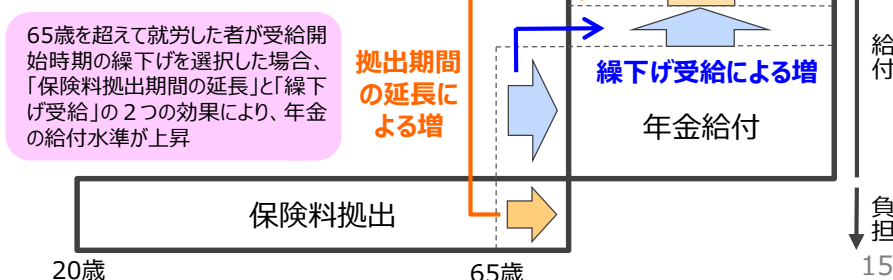 65歳を超えて就労した者が受給開
始時期の繰下げを選択した場合、
「保険料拠出期間の延長」と「繰下
げ受給」の２つの効果により、年金
の給付水準が上昇
拠出期間
の延長に
よる増
繰下げ受給による増
年金給付
給付
保険料拠出
負担
20歳
65歳
15